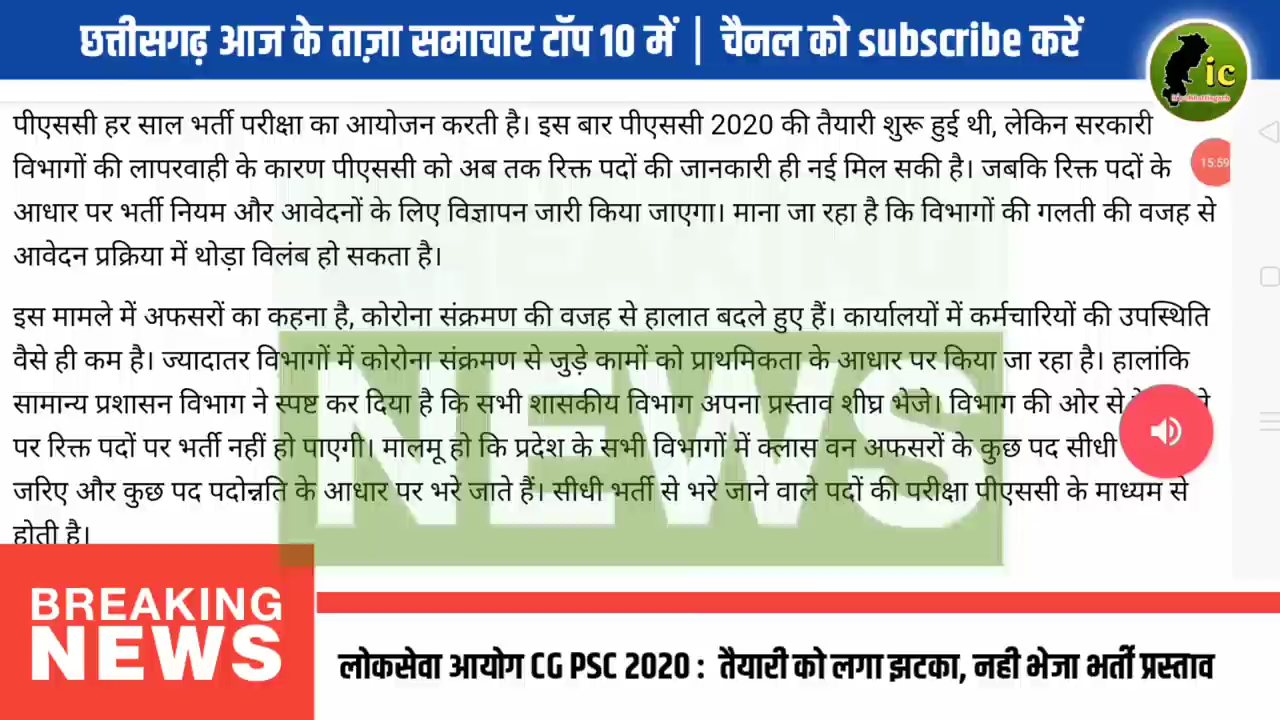 छत्तीसगढ़ आज के ताज़ा समाचार टॉप 10 में | चैनल को subscribe करें
ic
पीएससी हर साल भर्ती परीक्षा का आयोजन करती है। इस बार पीएससी 2020 की तैयारी शुरू हुई थी, लेकिन सरकारी
विभागों की लापरवाही के कारण पीएससी को अब तक रिक्त पदों की जानकारी ही नई मिल सकी है। जबकि रिक्त पदों के
15:59
आधार पर भर्ती नियम और आवेदनों के लिए विज्ञापन जारी किया जाएगा। माना जा रहा है कि विभागों की गलती की वजह से
आवेदन प्रक्रिया में थोड़ा विलंब हो सकता है।
इस मामले में अफसरों का कहना है, कोरोना संक्रमण की वजह से हालात बदले हुए हैं। कार्यालयों में कर्मचारियों की उपस्थिति
वैसे ही कम है। ज्यादातर विभागों में कोरोना संक्रमण से जुड़े कामों को प्राथमिकता के आधार पर किया जा रहा है। हालांकि
सामान्य प्रशासन विभाग ने स्पष्ट कर दिया है कि सभी शासकीय विभाग अपना प्रस्ताव शीघ्र भेजे। विभाग की ओर से
पर रिक्त पदों पर भर्ती नहीं हो पाएगी। मालमू हो कि प्रदेश के सभी विभागों में क्लास वन अफसरों के कुछ पद सीधी
जरिए और कुछ पद पदोन्नति के आधार पर भरे जाते हैं। सीधी भर्ती से भरे जाने वाले पदों की परीक्षा पीएससी के माध्यम से
होती है।
NEWS
BREAKING
NEWS
लोकसेवा आयोग CG PSC 2020 : तैयारी को लगा झटका, नही भेजा भर्ती प्रस्ताव